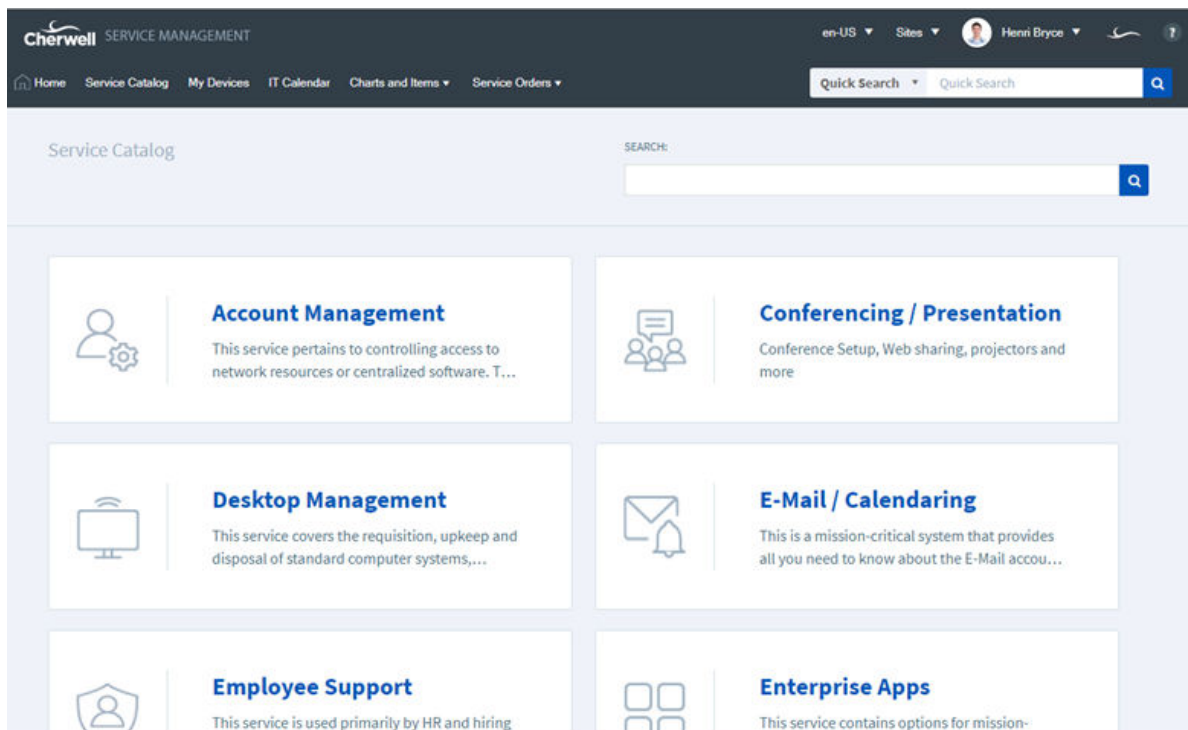 Cherwell SERVICE MANAGEMENT
en-US Sites Henri Bryce ?
Home Service Catalog My Devices IT Calendar Charts and Items Service Orders
Quick Search Quick Search
Service Catalog
SEARCH:
Account Management
This service pertains to controlling access to
network resources or centralized software. T...
Conferencing / Presentation
Conference Setup, Web sharing, projectors and
more
Desktop Management
This service covers the requisition, upkeep and
disposal of standard computer systems,...
E-Mail / Calendaring
This is a mission-critical system that provides
all you need to know about the E-Mail accou...
Employee Support
This service is used primarily by HR and hiring
Enterprise Apps
This service contains options for mission-